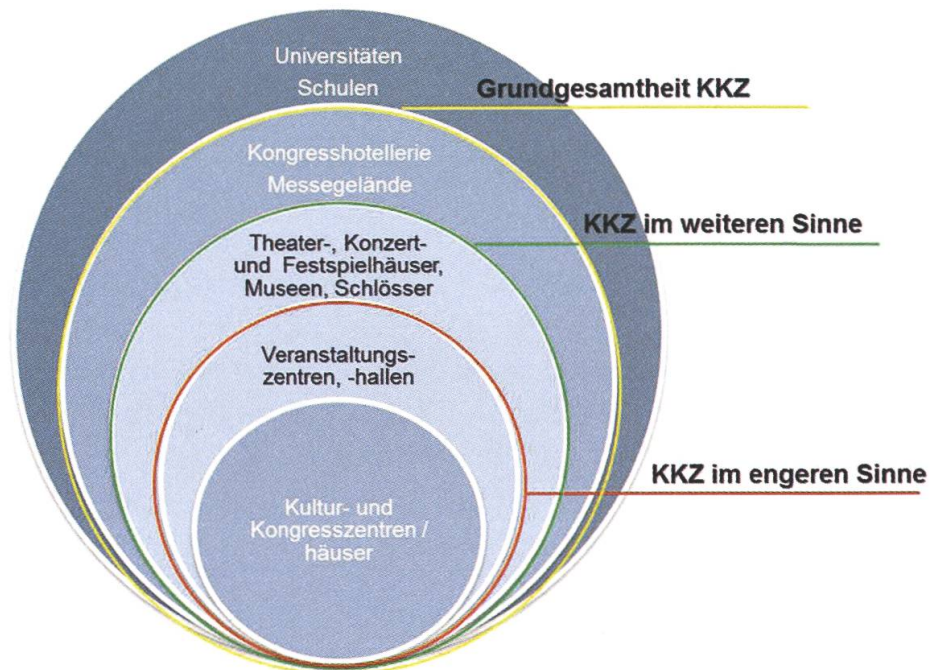 Universitäten
Schulen
Grundgesamtheit KKZ
Kongresshotellerie
Messegelände
KKZ im weiteren Sinne
Theater-, Konzert-
und Festspielhäuser,
Museen, Schlösser
Veranstaltungs-
zentren, -hallen
KKZ im engeren Sinne
Kultur- und
Kongresszentren /
häuser